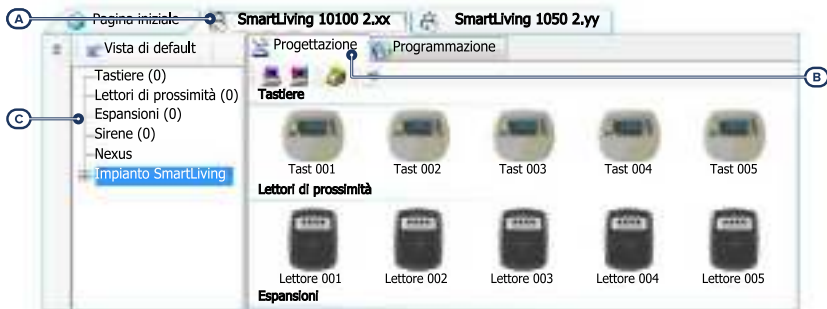 A Pagina iniziale SmartLiving 10100 2.xx SmartLiving 1050 2.yy
Vista di default Progettazione Programmazione
B
Tastiere (0)
Lettori di prossimità (0)
C Espansioni (0)
Sirene (0)
Nexus
Impianto SmartLiving
Tastiere
Tast 001 Tast 002 Tast 003 Tast 004 Tast 005
Lettori di prossimità
Lettore 001 Lettore 002 Lettore 003 Lettore 004 Lettore 005
Espansioni